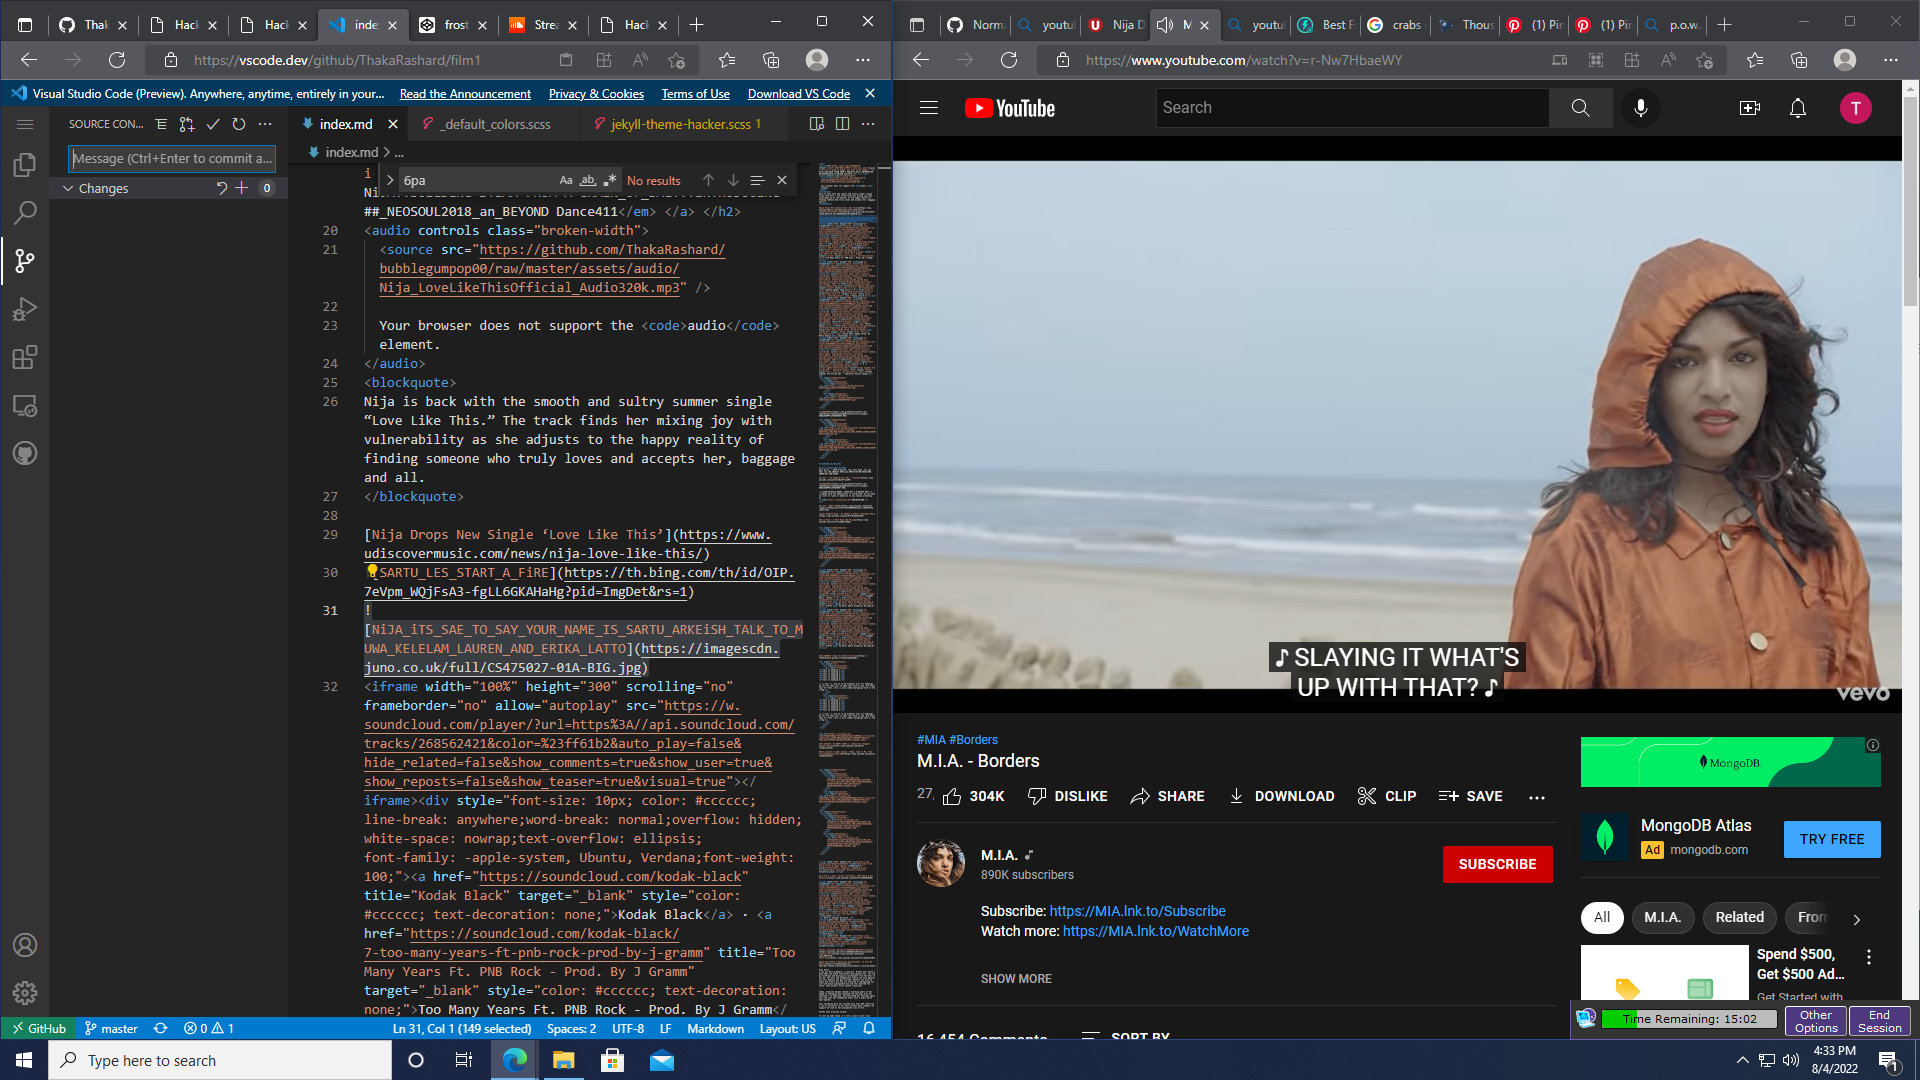 Thak
Hack
Hack
inde
frost
Strea
Hack
https://vscode.dev/github/ThakaRashard/film1
Visual Studio Code (Preview). Anywhere, anytime, entirely in your...
Read the Announcement
Privacy & Cookies
Terms of Use
Download VS Code
SOURCE CON...
index.md
_default_colors.scss
jekyll-theme-hacker.scss 1
index.md > ...
Message (Ctrl+Enter to commit a...
Changes
0
6pa
No results
##_NEOSOUL2018_an_BEYOND Dance411</em> </a> </h2>
20 <audio controls class="broken-width">
21 <source src="https://github.com/ThakaRashard/
bubblegumpop00/raw/master/assets/audio/
Nija_LoveLikeThisOfficial_Audio320k.mp3" />
22
23 Your browser does not support the <code>audio</code>
element.
24 </audio>
25 <blockquote>
26 Nija is back with the smooth and sultry summer single
“Love Like This.” The track finds her mixing joy with
vulnerability as she adjusts to the happy reality of
finding someone who truly loves and accepts her, baggage
and all.
27 </blockquote>
28
29 [Nija Drops New Single ‘Love Like This’](https://www.
udiscovermusic.com/news/nija-love-like-this/)
30 [SARTU_LES_START_A_FiRE](https://th.bing.com/th/id/OIP.
7eVpm_WQjFsA3-fgLL6GKAHaHg?pid=ImgDet&rs=1)
31 !
[NiJA_iTS_SAE_TO_SAY_YOUR_NAME_IS_SARTU_ARKEiSH_TALK_TO_M
UWA_KELELAM_LAUREN_AND_ERIKA_LATTO](https://imagescdn.
juno.co.uk/full/CS475027-01A-BIG.jpg)
32 <iframe width="100%" height="300" scrolling="no"
frameborder="no" allow="autoplay" src="https://w.
soundcloud.com/player/?url=https%3A//api.soundcloud.com/
tracks/268562421&color=%23ff61b2&auto_play=false&
hide_related=false&show_comments=true&show_user=true&
show_reposts=false&show_teaser=true&visual=true"></
iframe><div style="font-size: 10px; color: #cccccc;
line-break: anywhere;word-break: normal;overflow: hidden;
white-space: nowrap;text-overflow: ellipsis;
font-family: -apple-system, Ubuntu, Verdana;font-weight:
100;"><a href="https://soundcloud.com/kodak-black"
title="Kodak Black" target="_blank" style="color:
#cccccc; text-decoration: none;">Kodak Black</a> · <a
href="https://soundcloud.com/kodak-black/
7-too-many-years-ft-pnb-rock-prod-by-j-gramm" title="Too
Many Years Ft. PNB Rock - Prod. By J Gramm"
target="_blank" style="color: #cccccc; text-decoration:
none;">Too Many Years Ft. PNB Rock - Prod. By J Gramm</
GitHub
master
0
1
Ln 31, Col 1 (149 selected)
Spaces: 2
UTF-8
LF
Markdown
Layout: US
Norma
youtu
Nija D
M
youtu
Best F
crabs
Thous
(1) Pir
(1) Pir
p.o.w.
https://www.youtube.com/watch?v=r-Nw7HbaeWY
YouTube
Search
T
♪ SLAYING IT WHAT'S
UP WITH THAT? ♪
vevo
#MIA #Borders
M.I.A. - Borders
27,
304K
DISLIKE
SHARE
DOWNLOAD
CLIP
SAVE
M.I.A.
890K subscribers
SUBSCRIBE
Subscribe: https://MIA.lnk.to/Subscribe
Watch more: https://MIA.lnk.to/WatchMore
SHOW MORE
16,454 Comments
SORT BY
MongoDB
MongoDB Atlas
Ad mongodb.com
TRY FREE
All
M.I.A.
Related
From
Spend $500,
Get $500 Ad...
Get Started with
Time Remaining: 15:02
Other Options
End Session
Type here to search
4:33 PM
8/4/2022
1